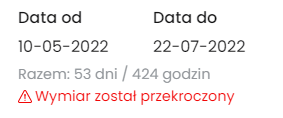 Data od Data do
10-05-2022 22-07-2022
Razem: 53 dni / 424 godzin
Wymiar został przekroczony